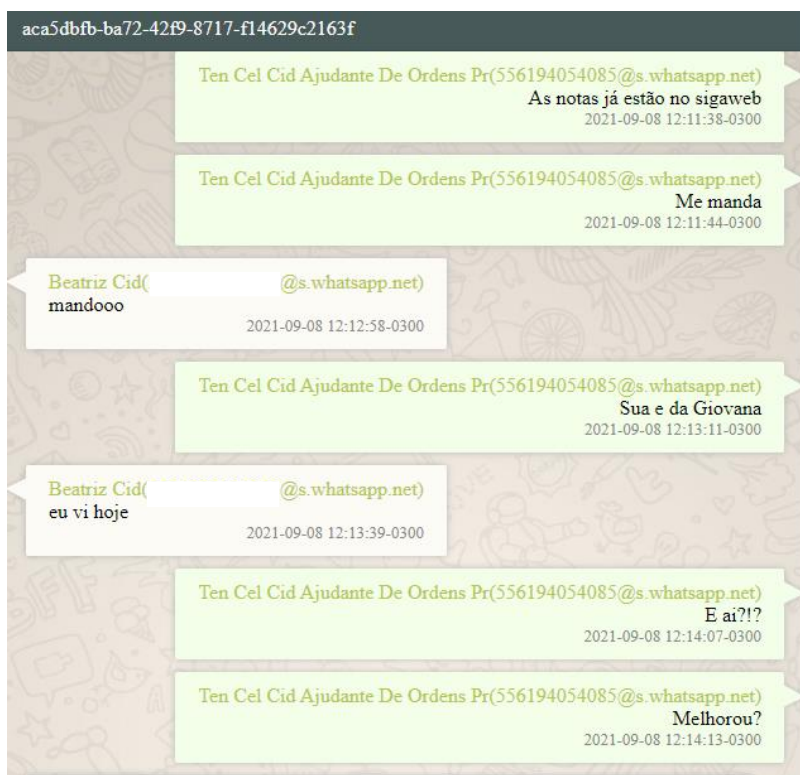 aca5dbfb-ba72-42f9-8717-f14629c2163f
Ten Cel Cid Ajudante De Ordens Pr(556194054085@s.whatsapp.net)
As notas já estão no sigaweb
2021-09-08 12:11:38-0300
Ten Cel Cid Ajudante De Ordens Pr(556194054085@s.whatsapp.net)
Me manda
2021-09-08 12:11:44-0300
Beatriz Cid( @s.whatsapp.net)
mandooo
2021-09-08 12:12:58-0300
Ten Cel Cid Ajudante De Ordens Pr(556194054085@s.whatsapp.net)
Sua e da Giovana
2021-09-08 12:13:11-0300
Beatriz Cid( @s.whatsapp.net)
eu vi hoje
2021-09-08 12:13:39-0300
Ten Cel Cid Ajudante De Ordens Pr(556194054085@s.whatsapp.net)
E ai?!?
2021-09-08 12:14:07-0300
Ten Cel Cid Ajudante De Ordens Pr(556194054085@s.whatsapp.net)
Melhorou?
2021-09-08 12:14:13-0300